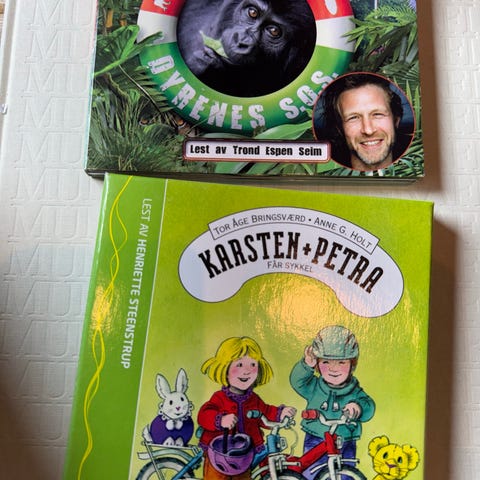 DYRENES S.O.S.
Lest av Trond Espen Seim
LEST AV HENRIETTE STEENSTRUP
TOR ÅGE BRINGSVÆRD • ANNE G. HOLT
KARSTEN + PETRA
FÅR SYKKEL